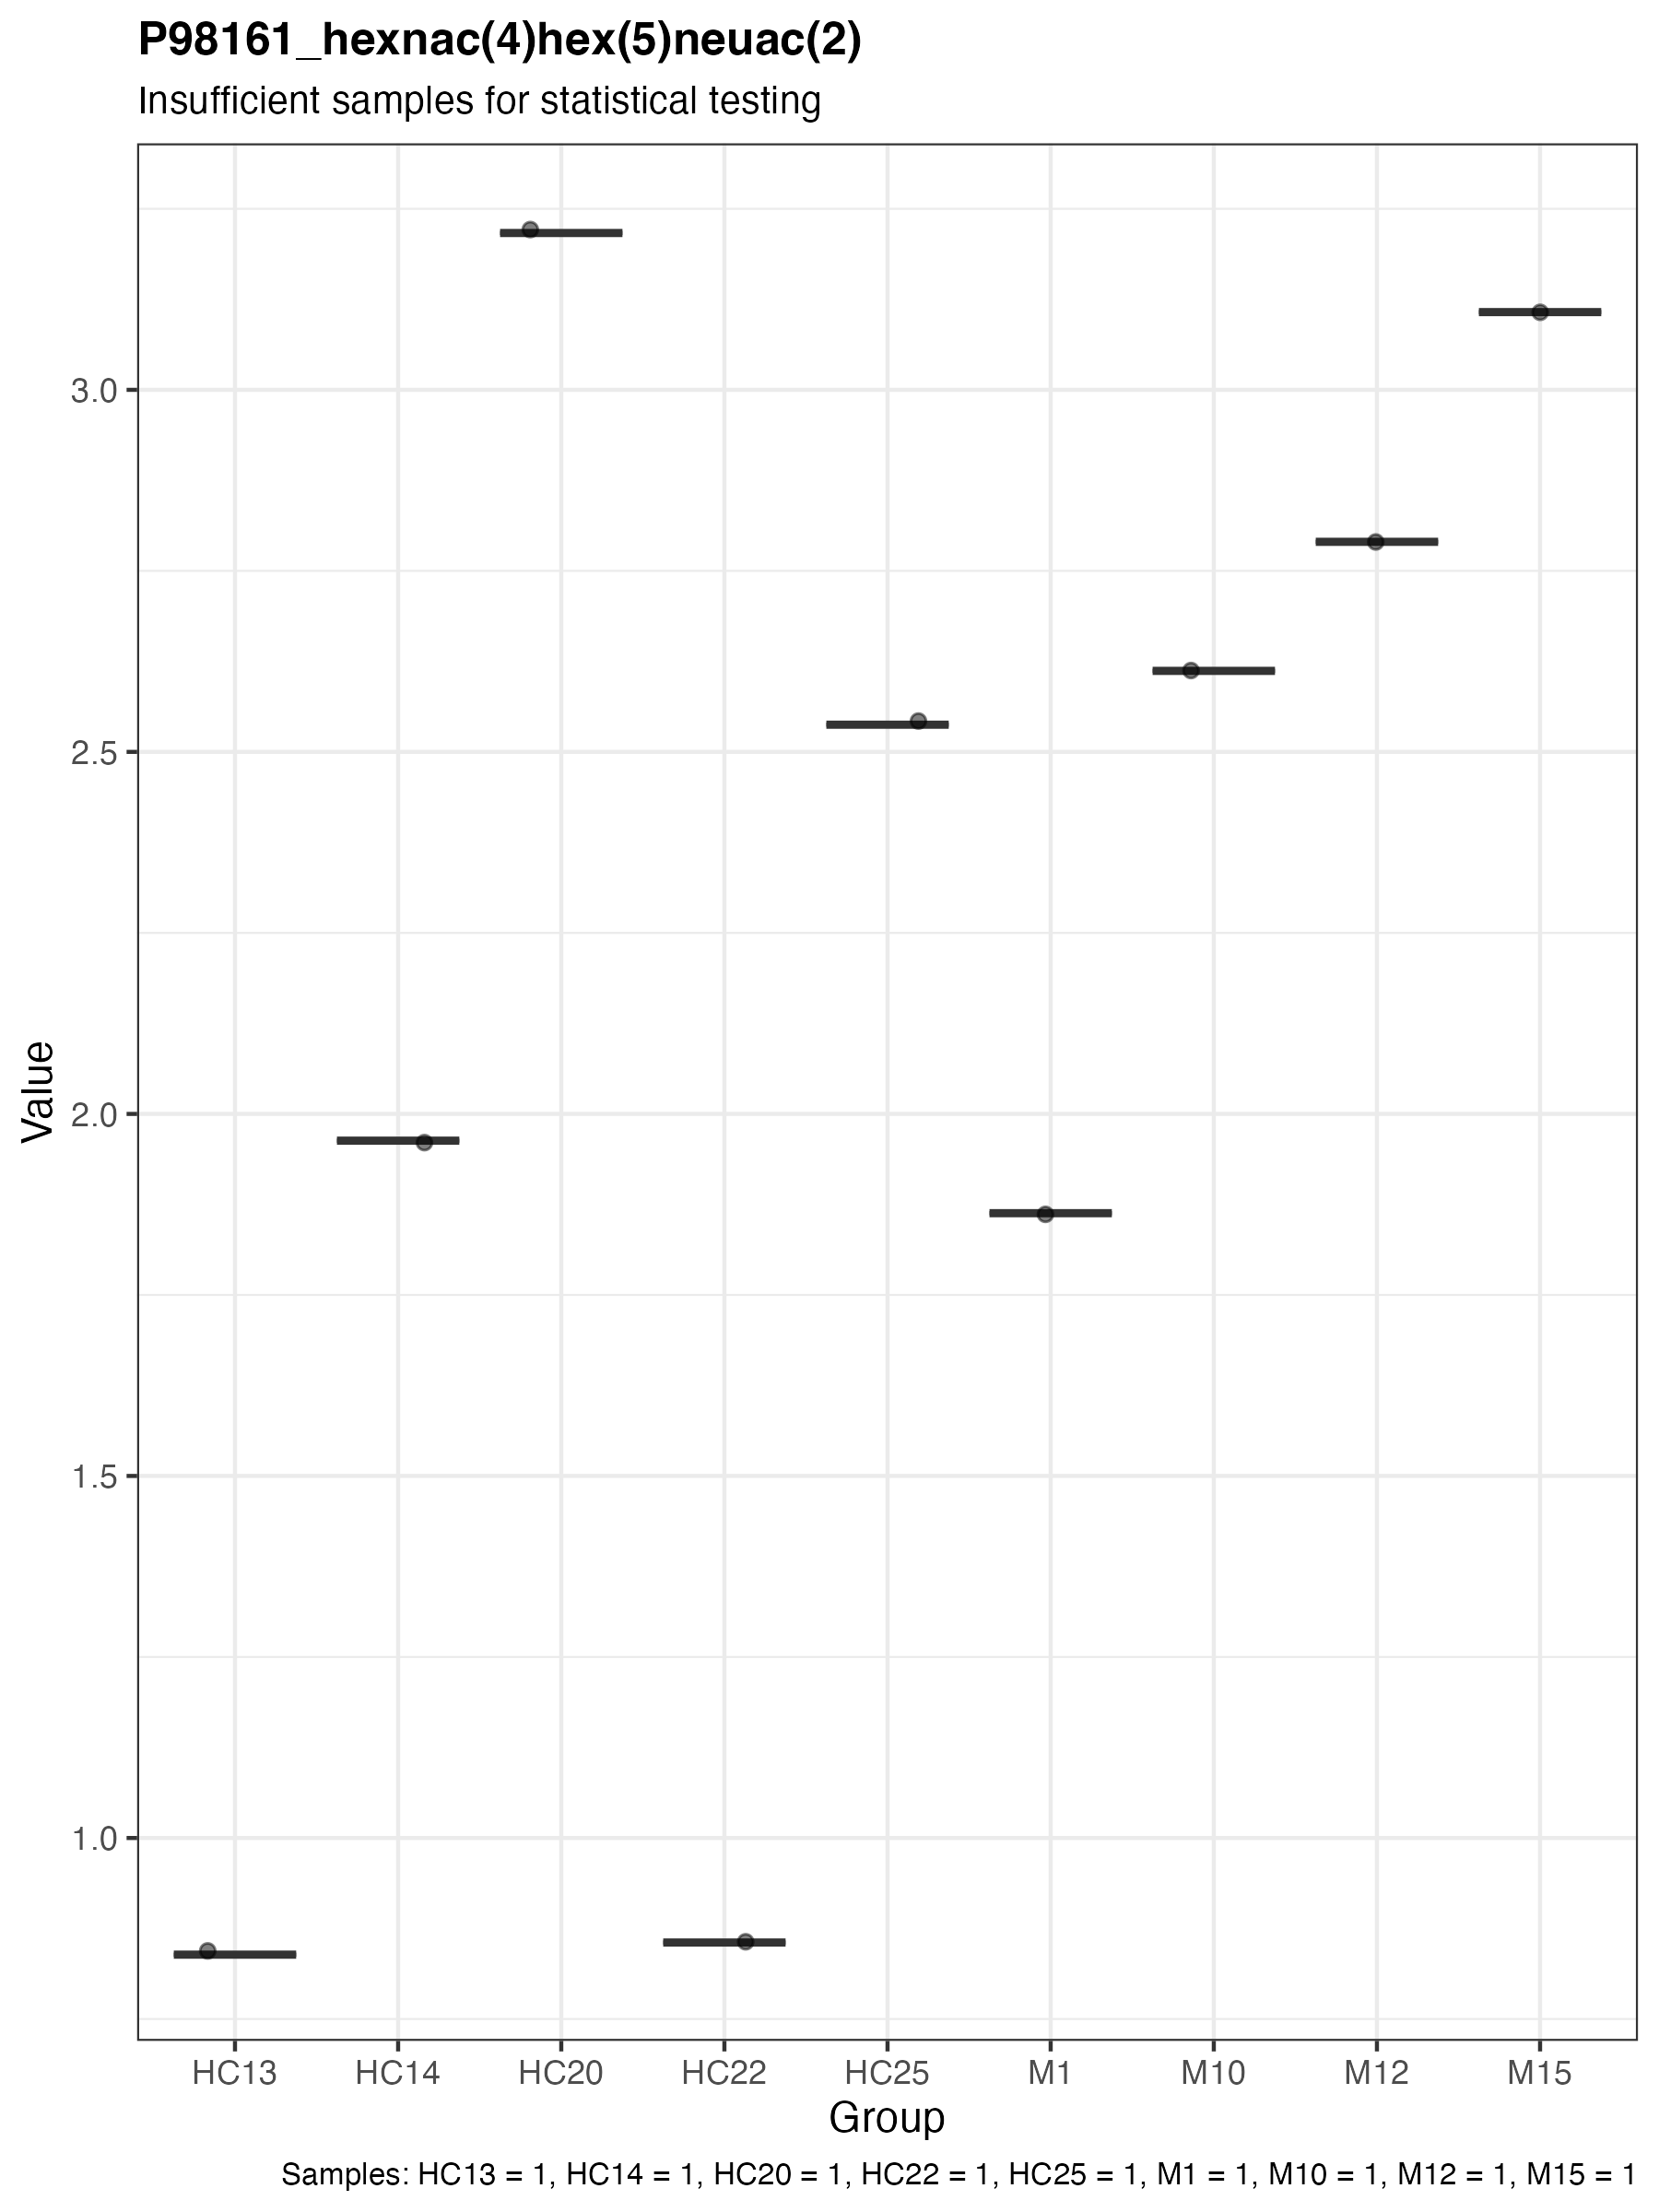 P98161_hexnac(4)hex(5)neuac(2)
Insufficient samples for statistical testing
3.0
2.5
2.0
1.5
1.0
Value
HC13 HC14 HC20 HC22 HC25 M1 M10 M12 M15
Group
Samples: HC13 = 1, HC14 = 1, HC20 = 1, HC22 = 1, HC25 = 1, M1 = 1, M10 = 1, M12 = 1, M15 = 1